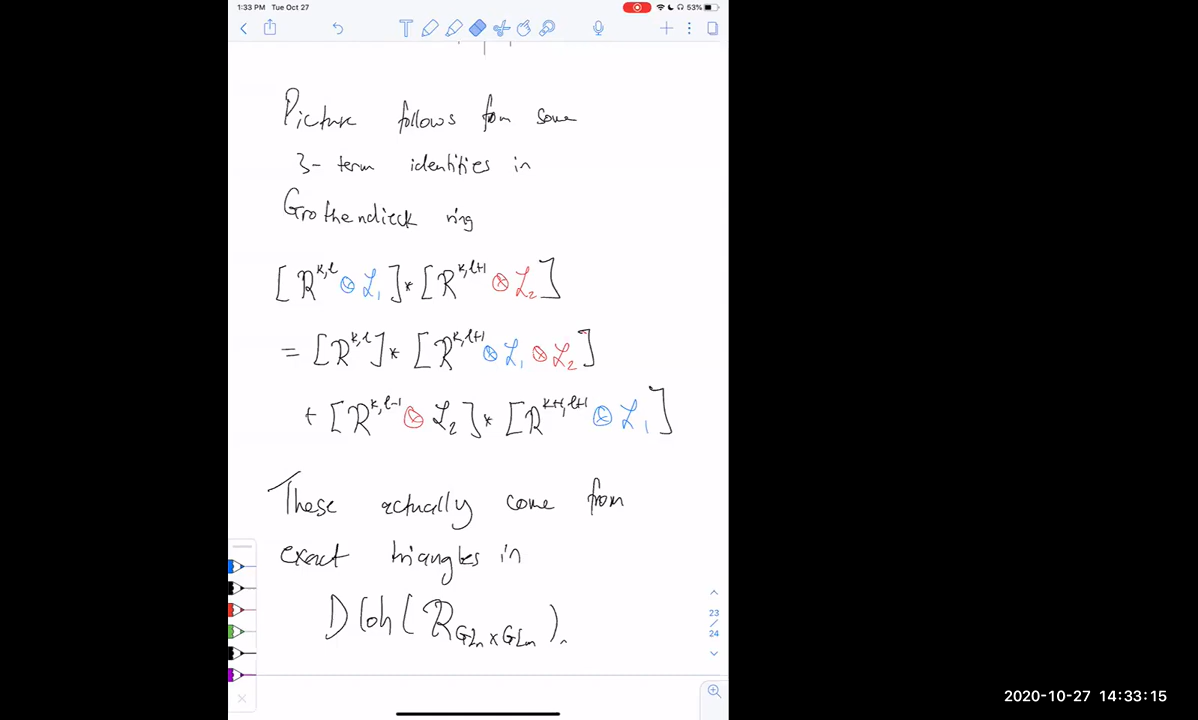 1:33 PM Tue Oct 27
53%
Picture follows from some
3-term identities in
Grothendieck ring
[R^{k,l} ⊗ L_1] * [R^{k,l+1} ⊗ L_2]
= [R^{k,l}] * [R^{k,l+1} ⊗ L_1 ⊗ L_2]
+ [R^{k,l-1} ⊗ L_2] * [R^{k+1,l+1} ⊗ L_1]
These actually come from
exact triangles in
DCoh(R_{GL_n×GL_m}).
23
/
24
2020-10-27 14:33:15